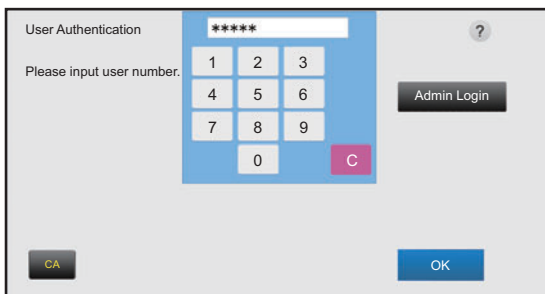 User Authentication
*****
?
Please input user number.
1 2 3
4 5 6
Admin Login
7 8 9
0 C
CA
OK